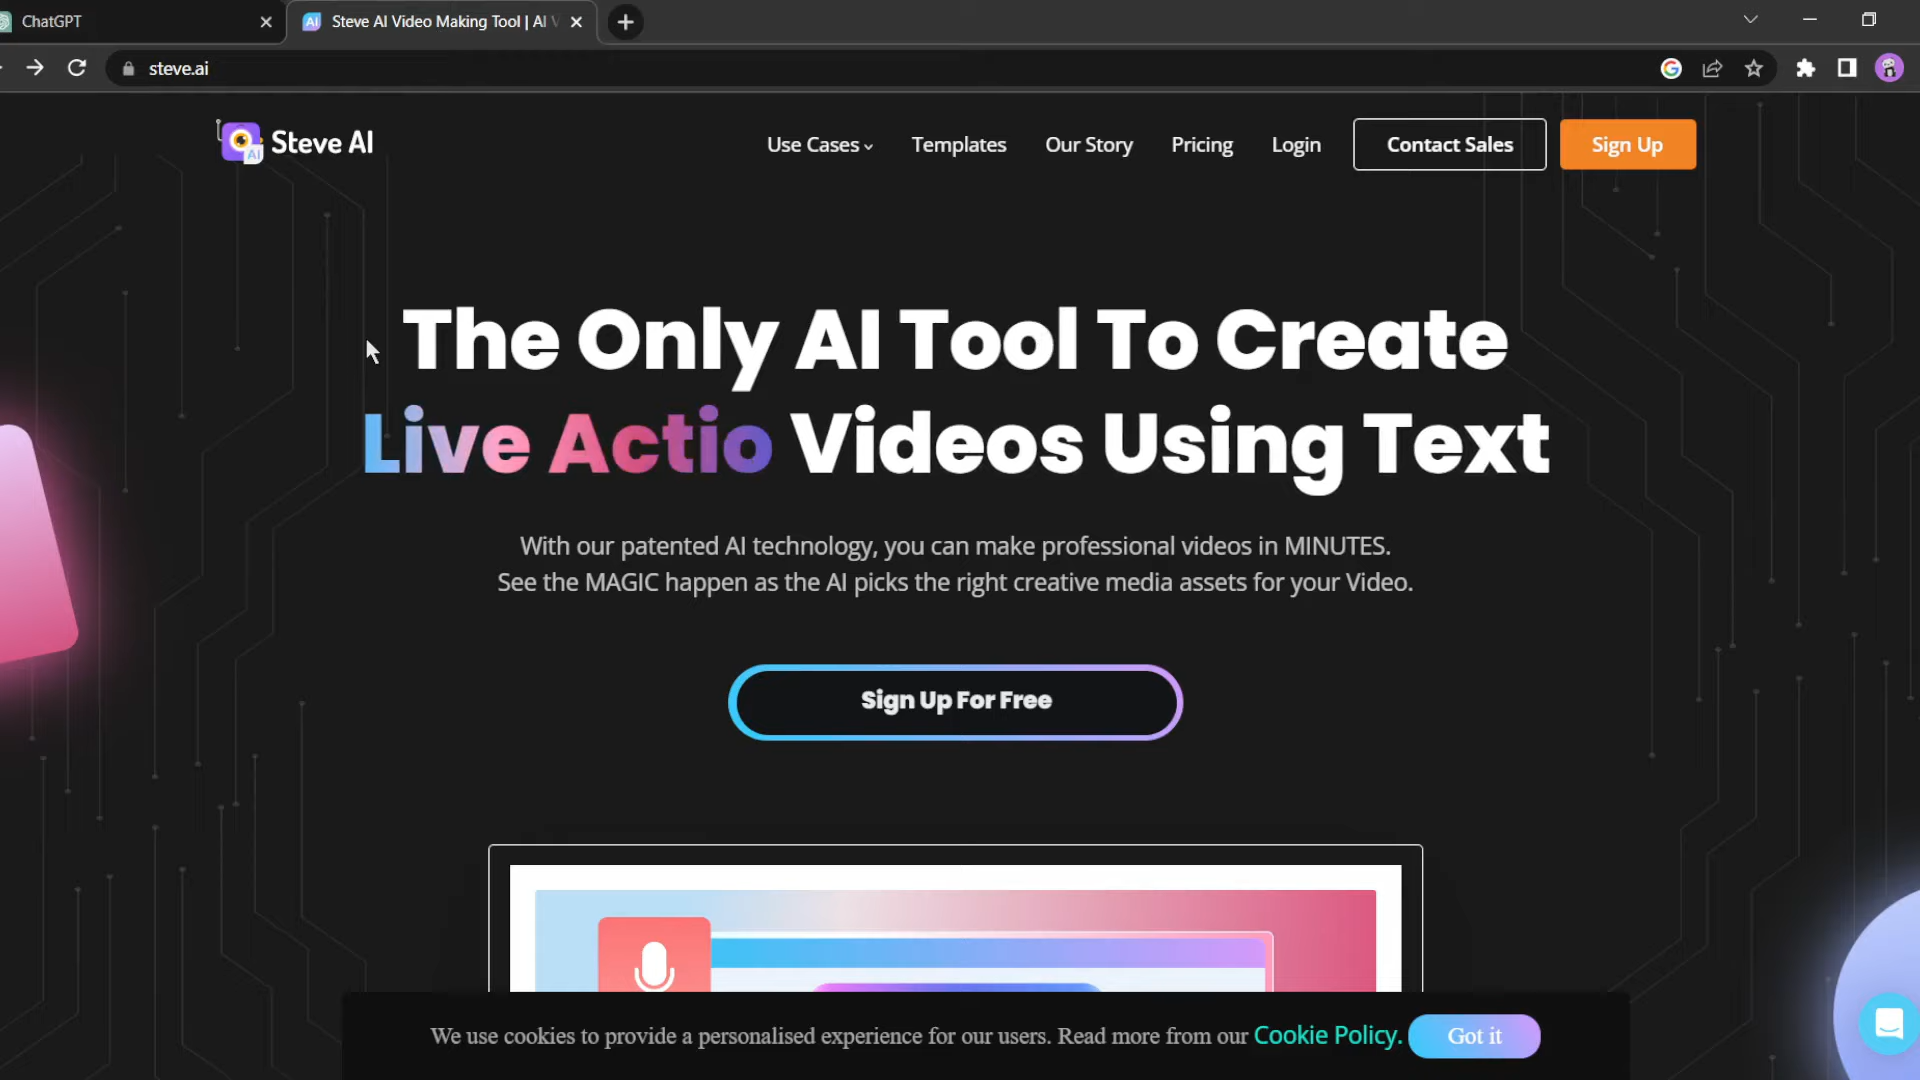 ChatGPT
Steve AI Video Making Tool | AI V
steve.ai
AI
Steve AI
Use Cases
Templates
Our Story
Pricing
Login
Contact Sales
Sign Up
The Only AI Tool To Create
Live Actio Videos Using Text
With our patented AI technology, you can make professional videos in MINUTES.
See the MAGIC happen as the AI picks the right creative media assets for your Video.
Sign Up For Free
We use cookies to provide a personalised experience for our users. Read more from our Cookie Policy.
Got it